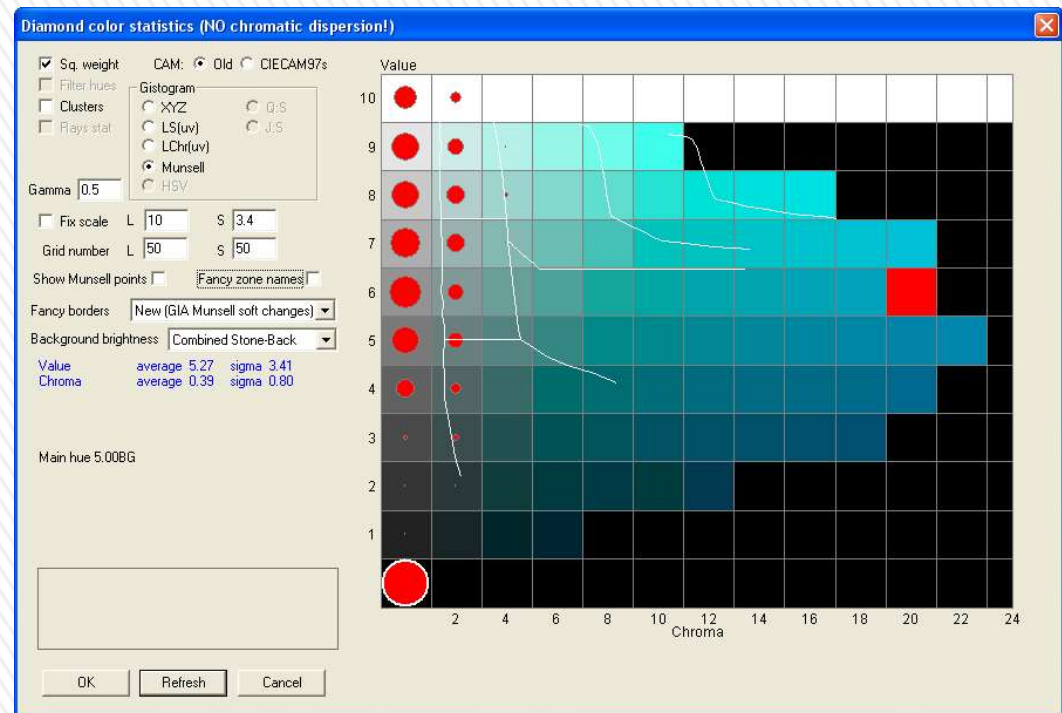 Diamond color statistics (NO chromatic dispersion!)
Sq. weight CAM: Old CIECAM97s
Filter hues
Clusters
Rays stat
Gistogram
XYZ Q:S
LS(uv) J:S
LChr(uv)
Munsell
HSV
Gamma 0.5
Fix scale L 10 S 3.4
Grid number L 50 S 50
Show Munsell points Fancy zone names
Fancy borders New (GIA Munsell soft changes)
Background brightness Combined Stone-Back
Value average 5.27 sigma 3.41
Chroma average 0.39 sigma 0.80
Main hue 5.00BG
OK Refresh Cancel
Value
10
9
8
7
6
5
4
3
2
1
2 4 6 8 10 12 14 16 18 20 22 24
Chroma